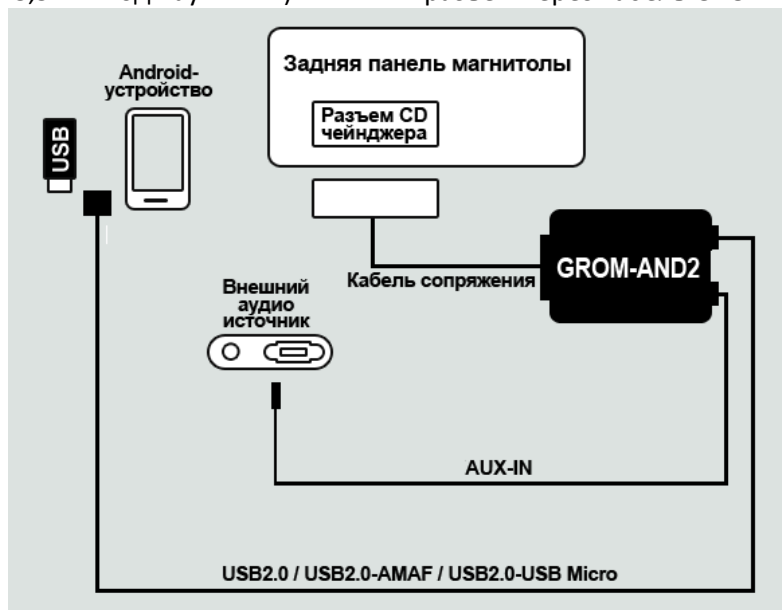 Android-
устройство
USB
Задняя панель магнитолы
Разъем CD
чейнджера
GROM-AND2
Кабель сопряжения
Внешний
аудио
источник
AUX-IN
USB2.0 / USB2.0-AMAF / USB2.0-USB Micro